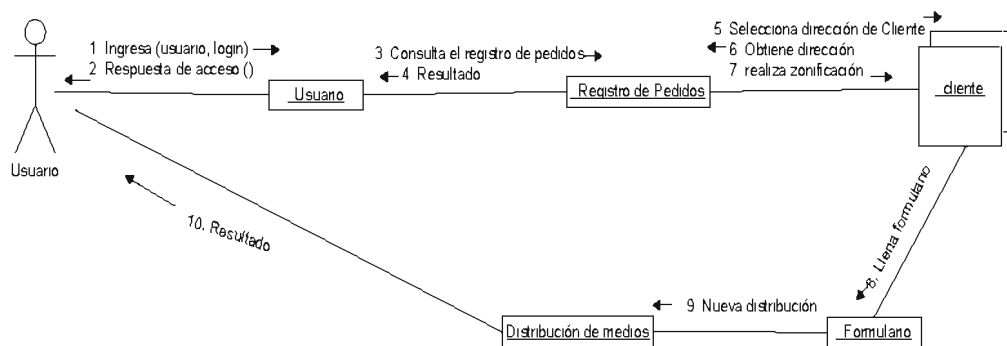 1 Ingresa (usuario, login)
2 Respuesta de acceso ()
3 Consulta el registro de pedidos
4 Resultado
5 Selecciona dirección de Cliente
6 Obtiene dirección
7 realiza zonificación
Usuario
Registro de Pedidos
cliente
Usuario
8, Llena formulario
10, Resultado
9 Nueva distribución
Distribución de medios
Formulario